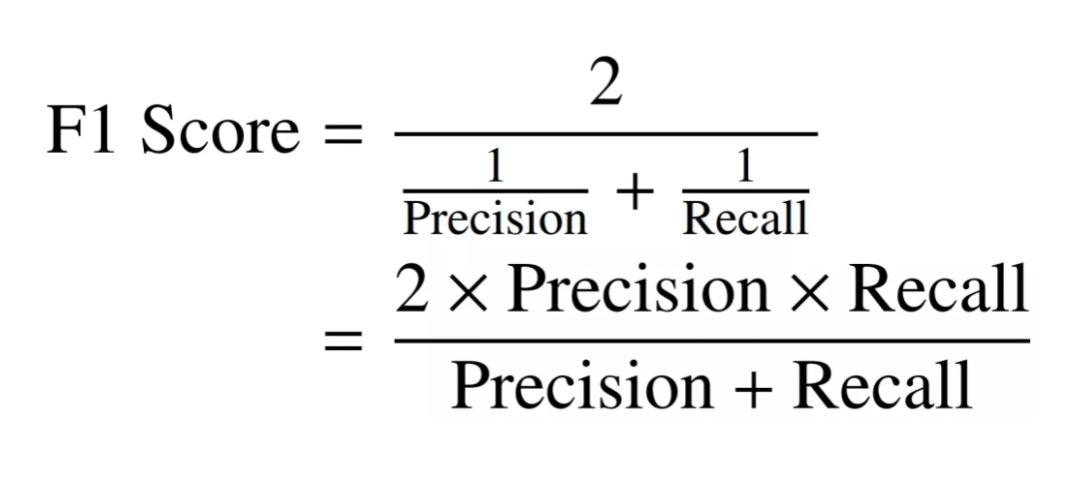 F1 Score = 2 / (1/Precision + 1/Recall)
= (2 × Precision × Recall) / (Precision + Recall)